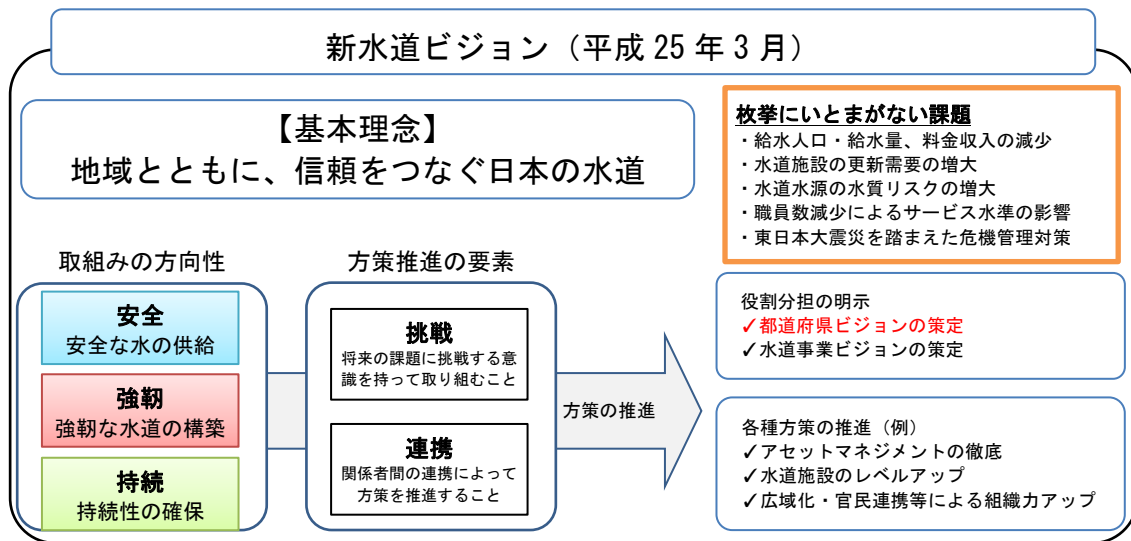 新水道ビジョン（平成 25 年 3 月）
【基本理念】
地域とともに、信頼をつなぐ日本の水道
枚挙にいとまがない課題
・給水人口・給水量、料金収入の減少
・水道施設の更新需要の増大
・水道水源の水質リスクの増大
・職員数減少によるサービス水準の影響
・東日本大震災を踏まえた危機管理対策
取組みの方向性
安全
安全な水の供給
強靭
強靭な水道の構築
持続
持続性の確保
方策推進の要素
挑戦
将来の課題に挑戦する意
識を持って取り組むこと
連携
関係者間の連携によって
方策を推進すること
方策の推進
役割分担の明示
✓都道府県ビジョンの策定
✓水道事業ビジョンの策定
各種方策の推進（例）
✓アセットマネジメントの徹底
✓水道施設のレベルアップ
✓広域化・官民連携等による組織力アップ